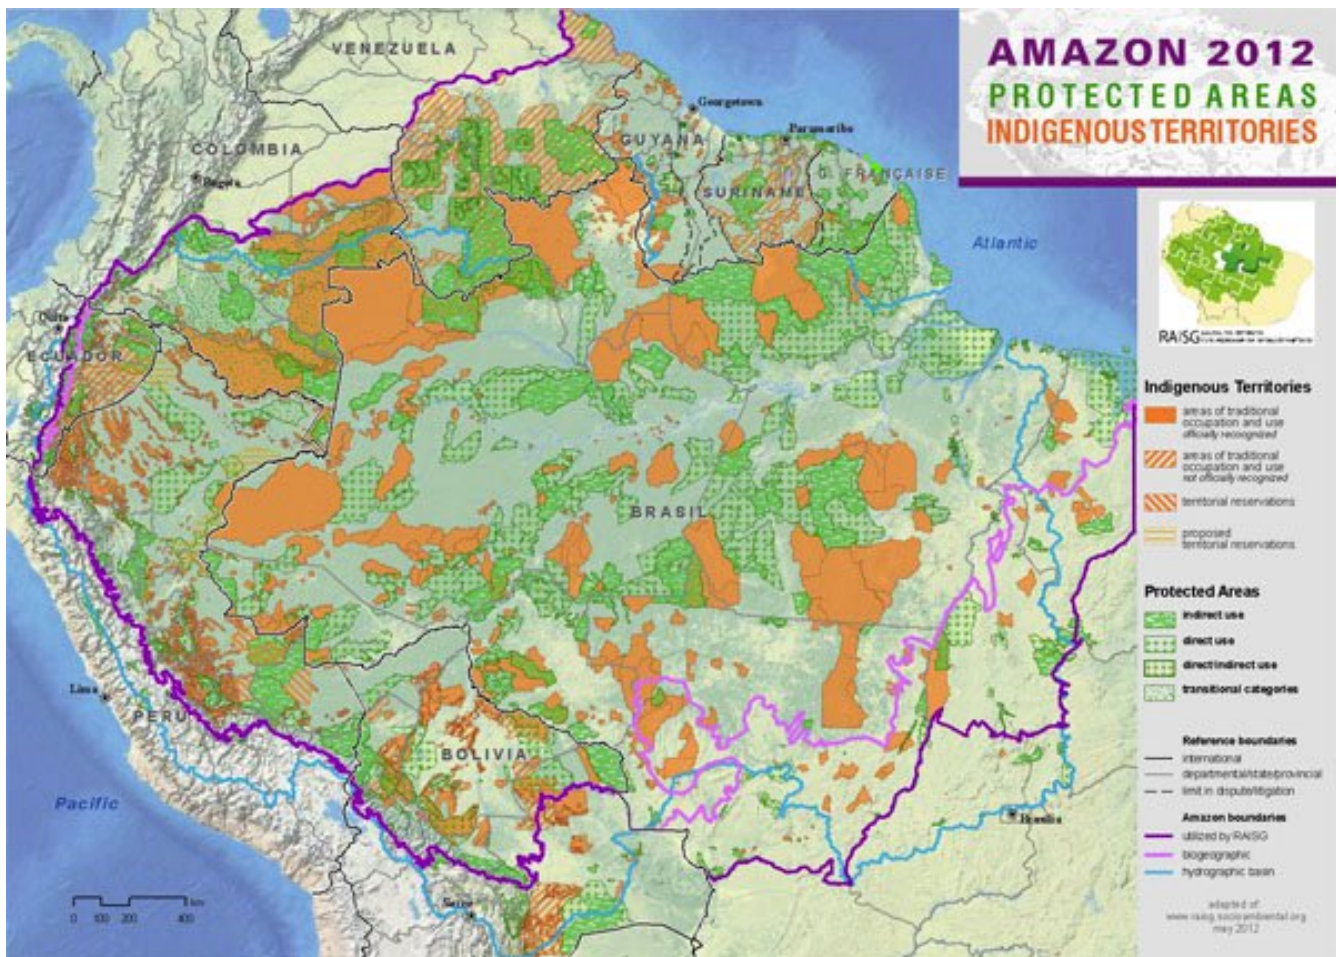 AMAZON 2012
PROTECTED AREAS
INDIGENOUS TERRITORIES
VENEZUELA
Georgetown
GUYANA
Paramaribo
COLOMBIA
Bogota
SURINAME
G. FRANÇAISE
Atlantic
Quito
ECUADOR
RAISG
BRASIL
Lima
PERU
BOLIVIA
Pacific
Brasilia
Sucre
km
0 100 200 400
Indigenous Territories
areas of traditional
occupation and use
officially recognized
areas of traditional
occupation and use
not officially recognized
territorial reservations
proposed
territorial reservations
Protected Areas
indirect use
direct use
direct/indirect use
transitional categories
Reference boundaries
international
departmental/state/provincial
limit in dispute/litigation
Amazon boundaries
utilized by RAISG
biogeographic
hydrographic basin
adapted of:
www.raisg.socioambiental.org
may 2012